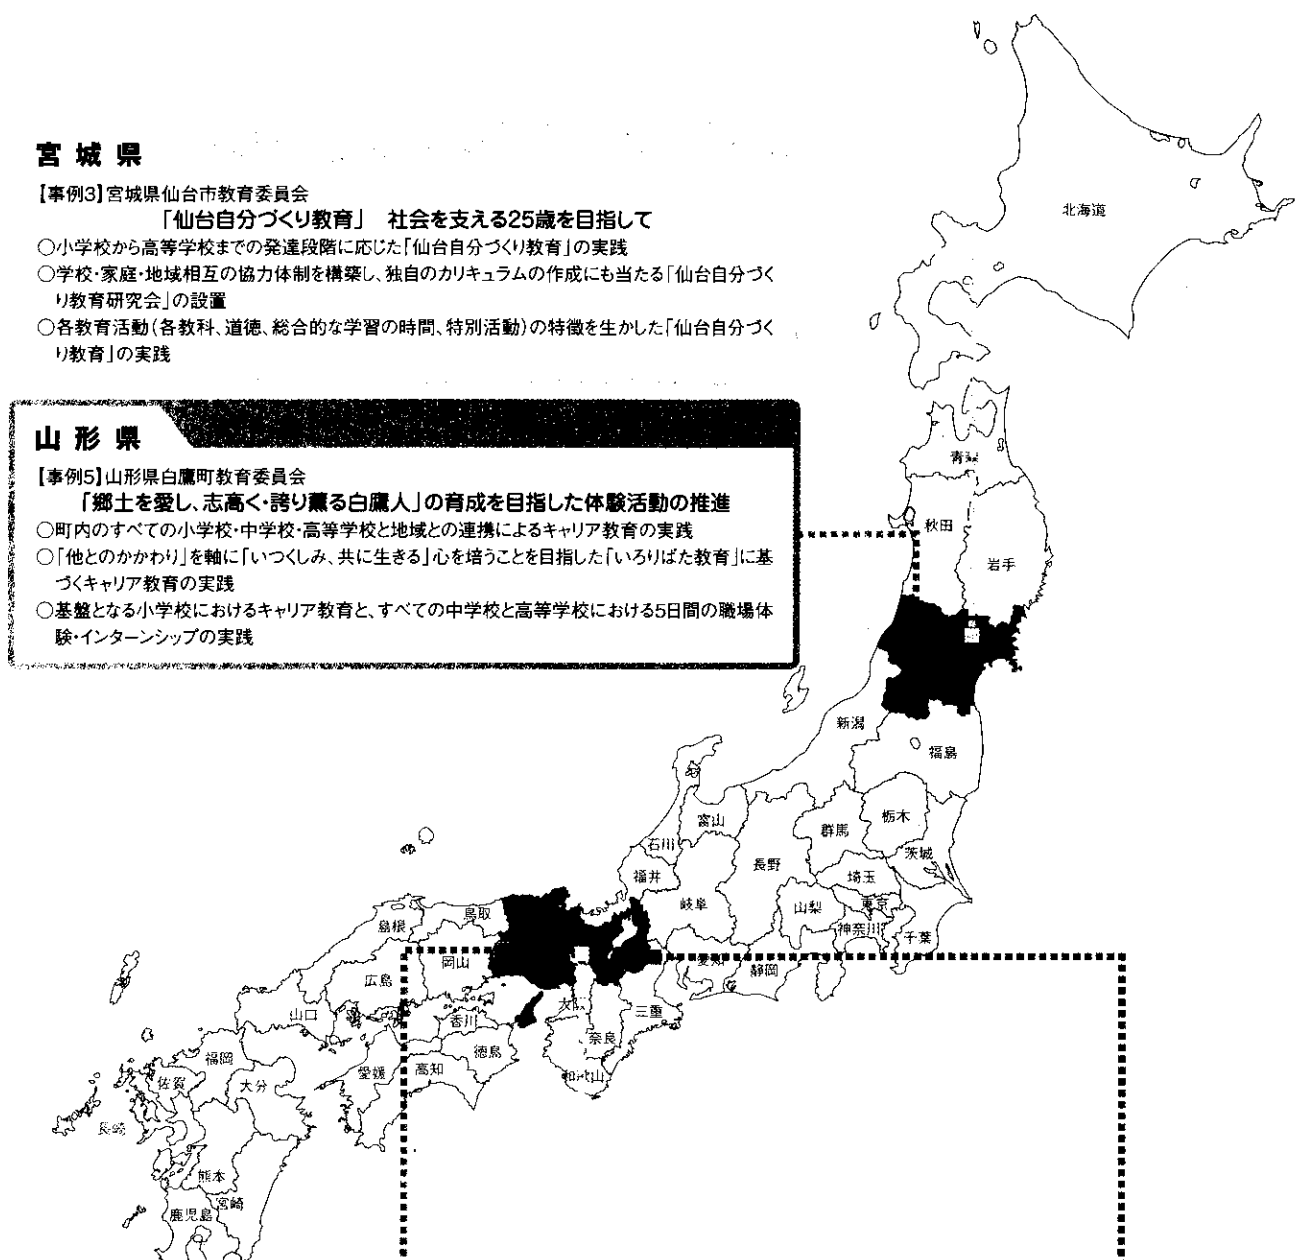 宮城県
【事例3】宮城県仙台市教育委員会
「仙台自分づくり教育」 社会を支える25歳を目指して
○小学校から高等学校までの発達段階に応じた「仙台自分づくり教育」の実践
○学校・家庭・地域相互の協力体制を構築し、独自のカリキュラムの作成にも当たる「仙台自分づく
り教育研究会」の設置
○各教育活動(各教科、道徳、総合的な学習の時間、特別活動)の特徴を生かした「仙台自分づく
り教育」の実践
山形県
【事例5】山形県白鷹町教育委員会
「郷土を愛し、志高く・誇り薫る白鷹人」の育成を目指した体験活動の推進
○町内のすべての小学校・中学校・高等学校と地域との連携によるキャリア教育の実践
○「他とのかかわり」を軸に「いつくしみ、共に生きる」心を培うことを目指した「いろりばた教育」に基
づくキャリア教育の実践
○基盤となる小学校におけるキャリア教育と、すべての中学校と高等学校における5日間の職場体
験・インターンシップの実践
北海道
青森
秋田
岩手
新潟
福島
富山
石川
福井
岐阜
長野
群馬
栃木
茨城
埼玉
山梨
東京
神奈川
千葉
愛知
静岡
三重
大阪
奈良
和歌山
鳥取
島根
岡山
広島
山口
香川
徳島
愛媛
高知
福岡
佐賀
大分
長崎
熊本
宮崎
鹿児島